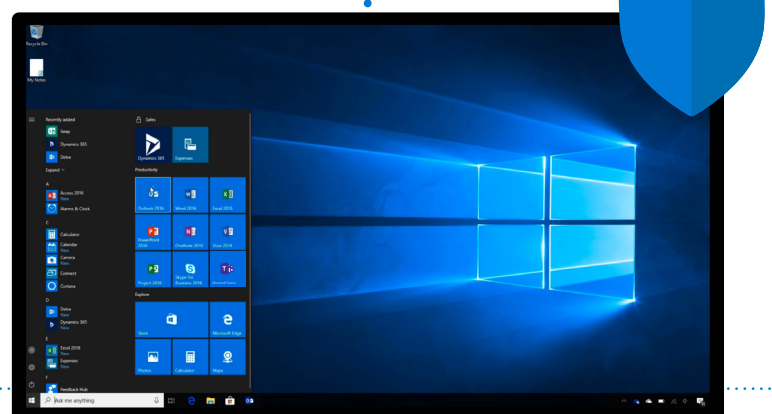 Recycle Bin
My Notes
Recently added
Sway
Dynamics 365
Delve
Expand
A
Access 2016
New
Alarms & Clock
C
Calculator
Calendar
New
Camera
New
Connect
Cortana
D
Delve
New
Dynamics 365
New
E
Excel 2016
New
Expenses
New
F
Feedback Hub
Sales
Dynamics 365
Expenses
Productivity
Outlook 2016
Word 2016
Excel 2016
PowerPoint
2016
OneNote 2016
Visio 2016
Project 2016
Skype for
Business 2016
Explore
Store
Microsoft Edge
Photos
Calculator
Maps
Ask me anything